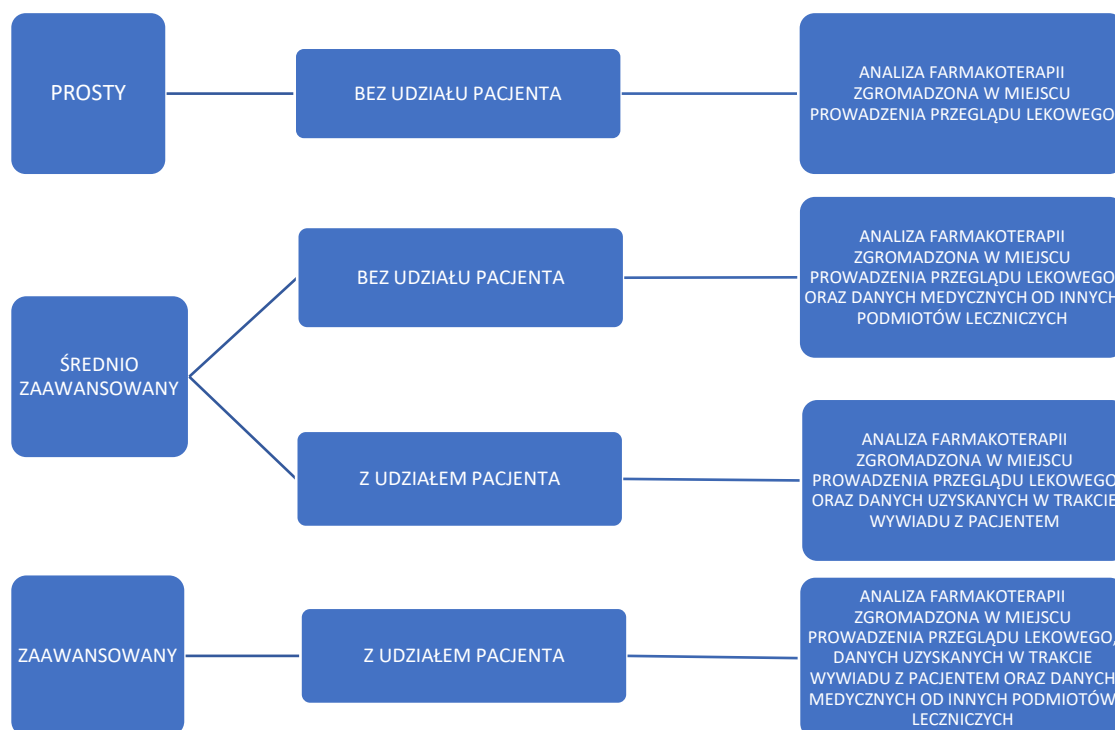 PROSTY
BEZ UDZIAŁU PACJENTA
ANALIZA FARMAKOTERAPII
ZGROMADZONA W MIEJSCU
PROWADZENIA PRZEGLĄDU LEKOWEGO
ŚREDNIO
ZAAWANSOWANY
BEZ UDZIAŁU PACJENTA
ANALIZA FARMAKOTERAPII
ZGROMADZONA W MIEJSCU
PROWADZENIA PRZEGLĄDU LEKOWEGO
ORAZ DANYCH MEDYCZNYCH OD INNYCH
PODMIOTÓW LECZNICZYCH
Z UDZIAŁEM PACJENTA
ANALIZA FARMAKOTERAPII
ZGROMADZONA W MIEJSCU
PROWADZENIA PRZEGLĄDU LEKOWEGO
ORAZ DANYCH UZYSKANYCH W TRAKCIE
WYWIADU Z PACJENTEM
ZAAWANSOWANY
Z UDZIAŁEM PACJENTA
ANALIZA FARMAKOTERAPII
ZGROMADZONA W MIEJSCU
PROWADZENIA PRZEGLĄDU LEKOWEGO,
DANYCH UZYSKANYCH W TRAKCIE
WYWIADU Z PACJENTEM ORAZ DANYCH
MEDYCZNYCH OD INNYCH PODMIOTÓW
LECZNICZYCH